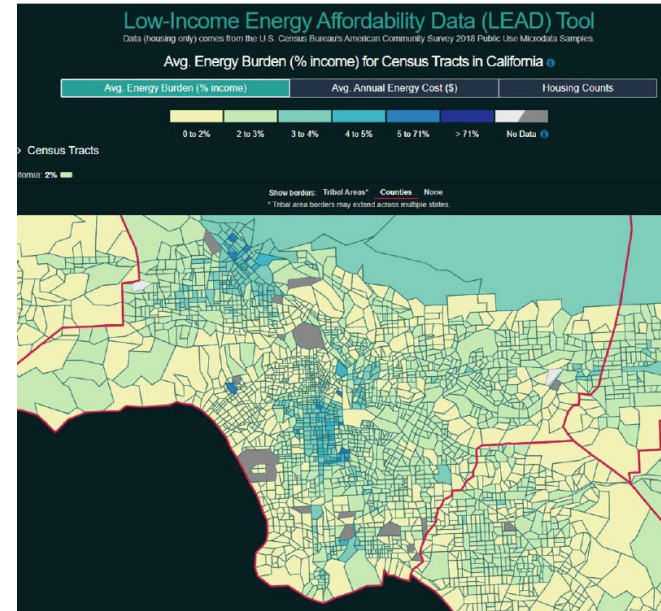 Low-Income Energy Affordability Data (LEAD) Tool
Data (housing only) comes from the U.S. Census Bureau's American Community Survey 2018 Public Use Microdata Samples.
Avg. Energy Burden (% income) for Census Tracts in California
Avg. Energy Burden (% income) Avg. Annual Energy Cost ($) Housing Counts
0 to 2% 2 to 3% 3 to 4% 4 to 5% 5 to 71% > 71% No Data
› Census Tracts
ifornia: 2%
Show borders: Tribal Areas* Counties None
* Tribal area borders may extend across multiple states.